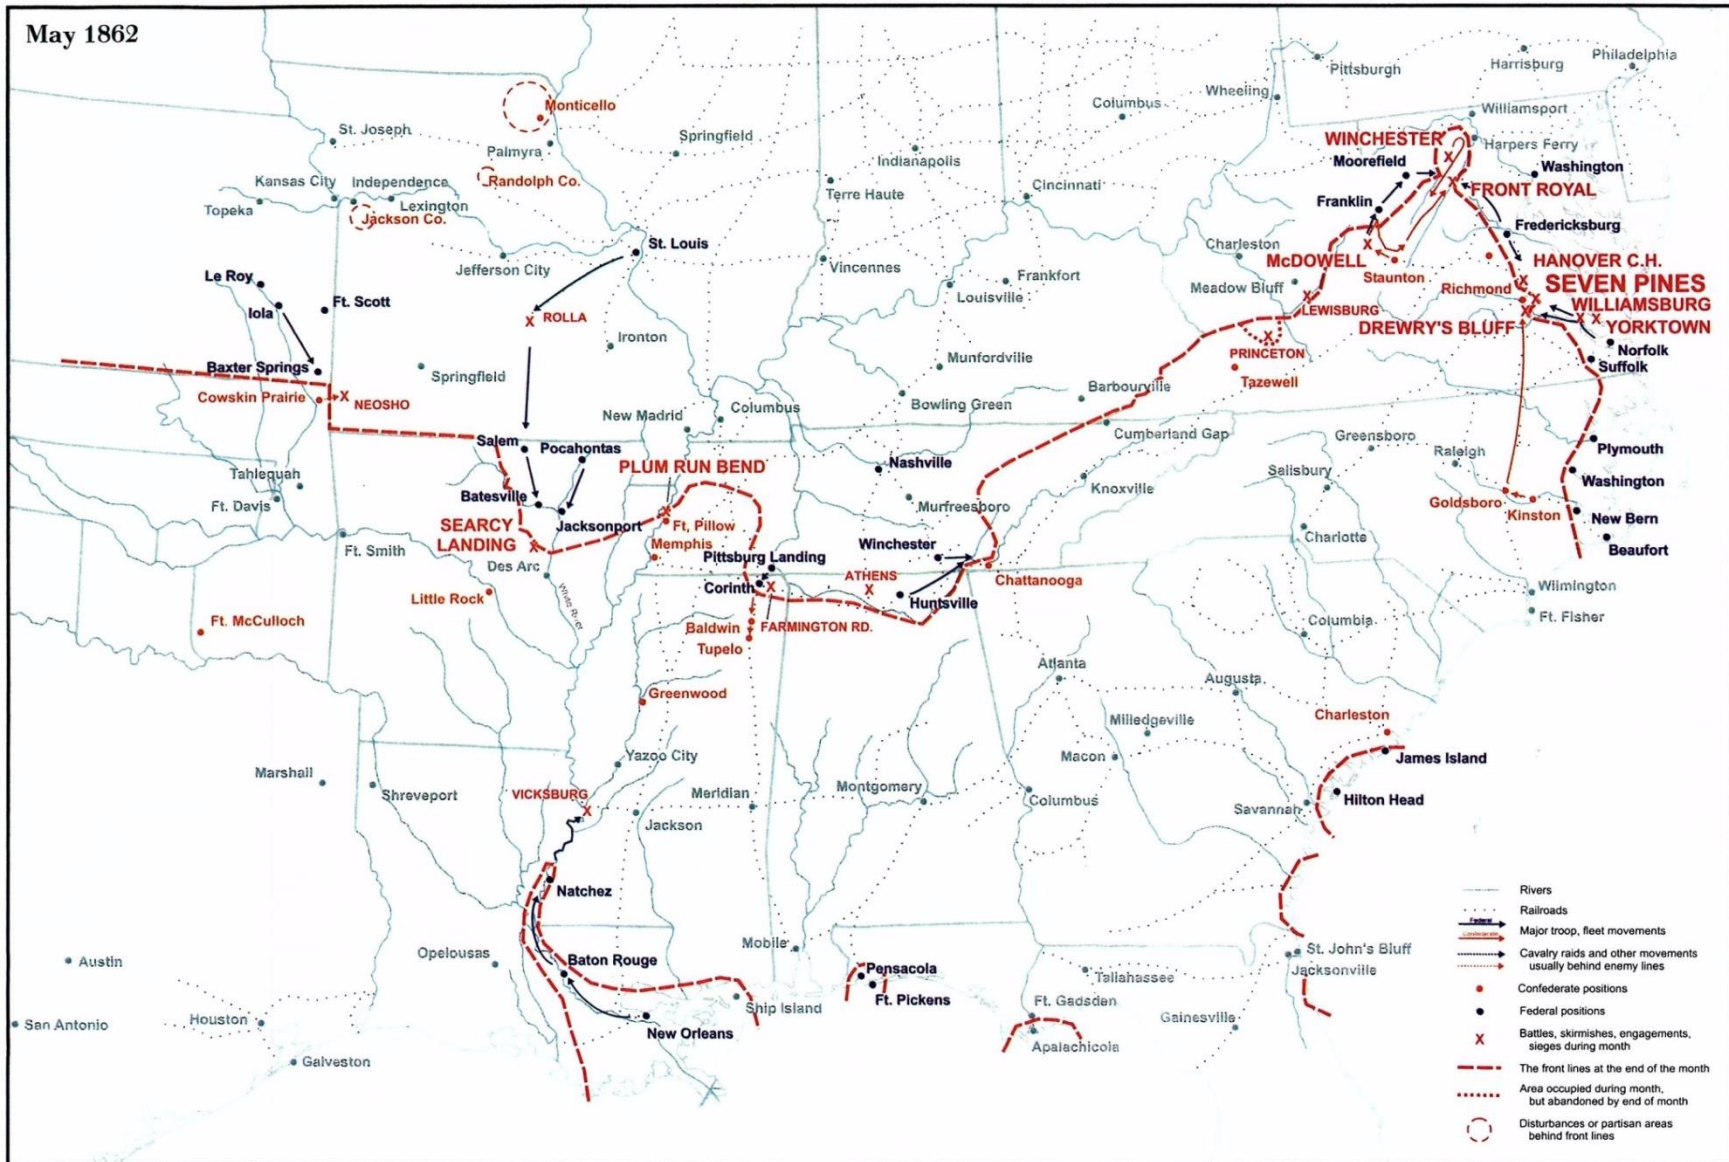 May 1862
Philadelphia
Harrisburg
Pittsburgh
Wheeling
Columbus
Williamsport
Monticello
St. Joseph
Palmyra
Springfield
Indianapolis
WINCHESTER
Harpers Ferry
Moorefield
Washington
Kansas City
Independence
Randolph Co.
Terre Haute
Cincinnati
FRONT ROYAL
Topeka
Lexington
Jackson Co.
Franklin
Fredericksburg
St. Louis
Charleston
McDOWELL
HANOVER C.H.
Jefferson City
Vincennes
Frankfort
Staunton
Le Roy
Ft. Scott
Louisville
Meadow Bluff
Richmond
SEVEN PINES
Iola
ROLLA
LEWISBURG
WILLIAMSBURG
DREWRY'S BLUFF
YORKTOWN
Ironton
Munfordville
PRINCETON
Norfolk
Baxter Springs
Springfield
Tazewell
Suffolk
Cowskin Prairie
NEOSHO
Bowling Green
Barbourville
New Madrid
Columbus
Cumberland Gap
Greensboro
Salem
Pocahontas
Raleigh
Plymouth
PLUM RUN BEND
Nashville
Salisbury
Tahlequah
Knoxville
Washington
Batesville
Murfreesboro
Goldsboro
Kinston
Ft. Davis
New Bern
SEARCY
LANDING
Jacksonport
Ft, Pillow
Charlotte
Beaufort
Ft. Smith
Memphis
Winchester
Des Arc
Pittsburg Landing
Chattanooga
White River
Corinth
ATHENS
Huntsville
Wilmington
Little Rock
Ft. Fisher
Ft. McCulloch
Baldwin
FARMINGTON RD.
Columbia
Tupelo
Atlanta
Augusta
Greenwood
Charleston
Milledgeville
Yazoo City
Macon
James Island
Marshall
Shreveport
VICKSBURG
Meridian
Montgomery
Columbus
Savannah
Hilton Head
Jackson
Natchez
Opelousas
Mobile
St. John's Bluff
Austin
Baton Rouge
Pensacola
Tallahassee
Jacksonville
Ft. Pickens
Ship Island
Ft. Gadsden
San Antonio
Houston
New Orleans
Gainesville
Apalachicola
Galveston
Rivers
Railroads
Federal
Confederate
Major troop, fleet movements
Cavalry raids and other movements
usually behind enemy lines
Confederate positions
Federal positions
X
Battles, skirmishes, engagements,
sieges during month
The front lines at the end of the month
Area occupied during month,
but abandoned by end of month
Disturbances or partisan areas
behind front lines